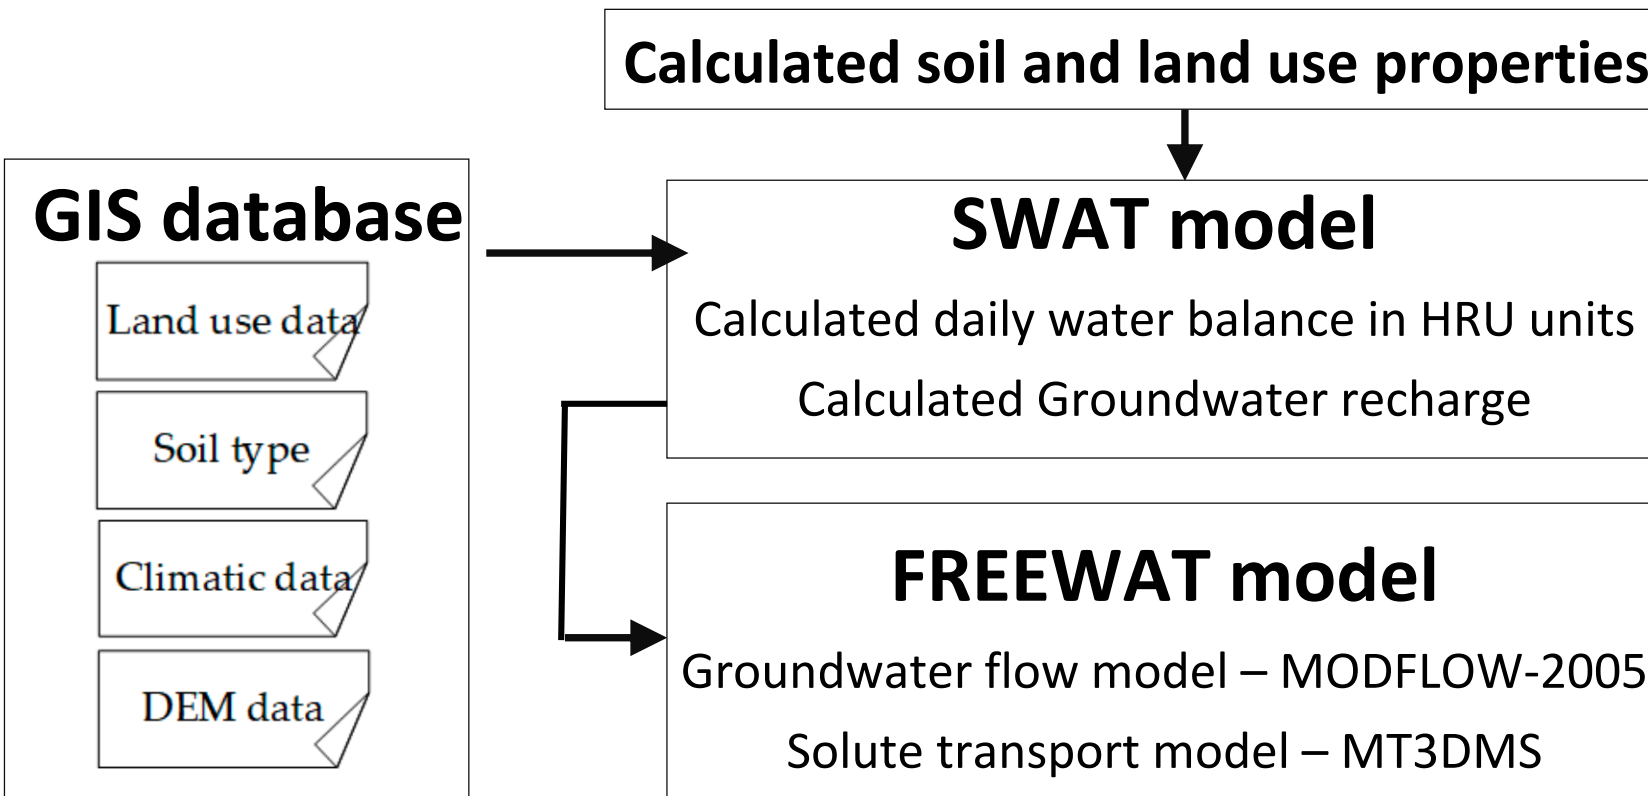 Calculated soil and land use properties
GIS database
Land use data
Soil type
Climatic data
DEM data
SWAT model
Calculated daily water balance in HRU units
Calculated Groundwater recharge
FREEWAT model
Groundwater flow model – MODFLOW-2005
Solute transport model – MT3DMS